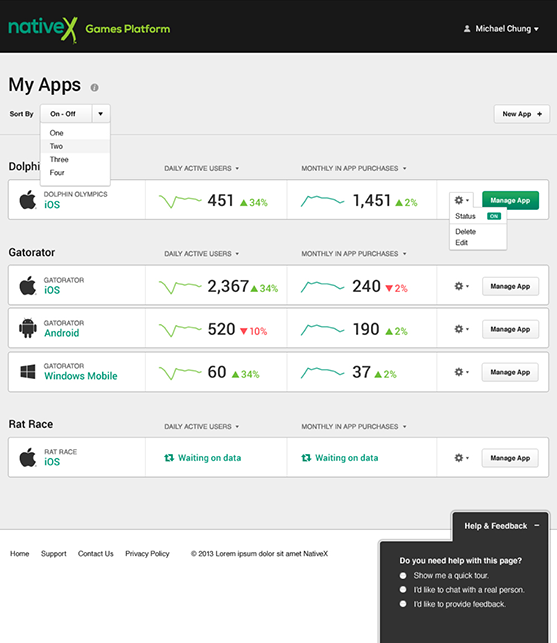 nativeX Games Platform
Michael Chung
My Apps
Sort By On - Off
New App +
One
Two
Three
Four
Dolphi
DAILY ACTIVE USERS
MONTHLY IN APP PURCHASES
DOLPHIN OLYMPICS
iOS
451 34%
1,451 2%
Manage App
Status ON
Delete
Edit
Gatorator
DAILY ACTIVE USERS
MONTHLY IN APP PURCHASES
GATORATOR
iOS
2,367 34%
240 2%
Manage App
GATORATOR
Android
520 10%
190 2%
Manage App
GATORATOR
Windows Mobile
60 34%
37 2%
Manage App
Rat Race
DAILY ACTIVE USERS
MONTHLY IN APP PURCHASES
RAT RACE
iOS
Waiting on data
Waiting on data
Manage App
Help & Feedback –
Home Support Contact Us Privacy Policy © 2013 Lorem ipsum dolor sit amet NativeX
Do you need help with this page?
Show me a quick tour.
I'd like to chat with a real person.
I'd like to provide feedback.